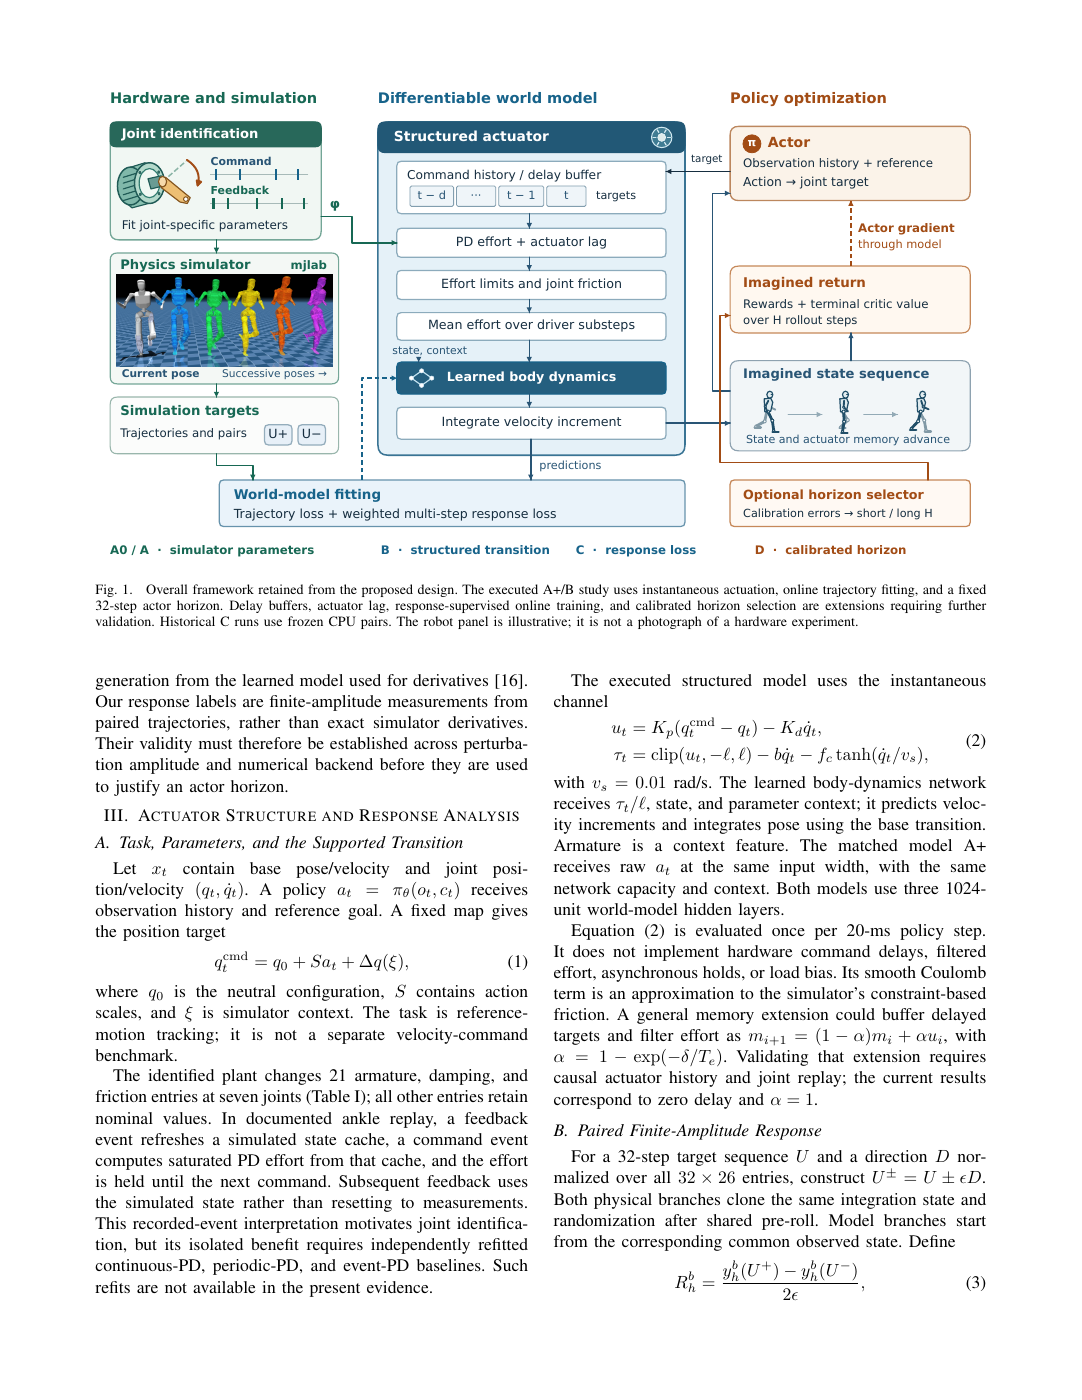 Hardware and simulation
Differentiable world model
Policy optimization
Joint identification
Command
Feedback
Fit joint-specific parameters
φ
Physics simulator
mjlab
Current pose
Successive poses →
Simulation targets
Trajectories and pairs
U+
U−
Structured actuator
Command history / delay buffer
t − d
···
t − 1
t
targets
PD effort + actuator lag
Effort limits and joint friction
Mean effort over driver substeps
state, context
Learned body dynamics
Integrate velocity increment
predictions
World-model fitting
Trajectory loss + weighted multi-step response loss
target
π
Actor
Observation history + reference
Action → joint target
Actor gradient
through model
Imagined return
Rewards + terminal critic value
over H rollout steps
Imagined state sequence
State and actuator memory advance
Optional horizon selector
Calibration errors → short / long H
A0 / A · simulator parameters
B · structured transition
C · response loss
D · calibrated horizon
Fig. 1. Overall framework retained from the proposed design. The executed A+/B study uses instantaneous actuation, online trajectory fitting, and a fixed
32-step actor horizon. Delay buffers, actuator lag, response-supervised online training, and calibrated horizon selection are extensions requiring further
validation. Historical C runs use frozen CPU pairs. The robot panel is illustrative; it is not a photograph of a hardware experiment.
generation from the learned model used for derivatives [16].
Our response labels are finite-amplitude measurements from
paired trajectories, rather than exact simulator derivatives.
Their validity must therefore be established across perturba-
tion amplitude and numerical backend before they are used
to justify an actor horizon.
III. Actuator Structure and Response Analysis
A. Task, Parameters, and the Supported Transition
Let x_t contain base pose/velocity and joint posi-
tion/velocity (q_t, q̇_t). A policy a_t = π_θ(o_t, c_t) receives
observation history and reference goal. A fixed map gives
the position target
q_t^cmd = q_0 + Sa_t + Δq(ξ), (1)
where q_0 is the neutral configuration, S contains action
scales, and ξ is simulator context. The task is reference-
motion tracking; it is not a separate velocity-command
benchmark.
The identified plant changes 21 armature, damping, and
friction entries at seven joints (Table I); all other entries retain
nominal values. In documented ankle replay, a feedback
event refreshes a simulated state cache, a command event
computes saturated PD effort from that cache, and the effort
is held until the next command. Subsequent feedback uses
the simulated state rather than resetting to measurements.
This recorded-event interpretation motivates joint identifica-
tion, but its isolated benefit requires independently refitted
continuous-PD, periodic-PD, and event-PD baselines. Such
refits are not available in the present evidence.
The executed structured model uses the instantaneous
channel
u_t = K_p(q_t^cmd − q_t) − K_d q̇_t,
τ_t = clip(u_t, −ℓ, ℓ) − bq̇_t − f_c tanh(q̇_t/v_s), (2)
with v_s = 0.01 rad/s. The learned body-dynamics network
receives τ_t/ℓ, state, and parameter context; it predicts veloc-
ity increments and integrates pose using the base transition.
Armature is a context feature. The matched model A+
receives raw a_t at the same input width, with the same
network capacity and context. Both models use three 1024-
unit world-model hidden layers.
Equation (2) is evaluated once per 20-ms policy step.
It does not implement hardware command delays, filtered
effort, asynchronous holds, or load bias. Its smooth Coulomb
term is an approximation to the simulator's constraint-based
friction. A general memory extension could buffer delayed
targets and filter effort as m_{i+1} = (1 − α)m_i + αu_i, with
α = 1 − exp(−δ/T_e). Validating that extension requires
causal actuator history and joint replay; the current results
correspond to zero delay and α = 1.
B. Paired Finite-Amplitude Response
For a 32-step target sequence U and a direction D nor-
malized over all 32 × 26 entries, construct U^± = U ± ϵD.
Both physical branches clone the same integration state and
randomization after shared pre-roll. Model branches start
from the corresponding common observed state. Define
R_h^b = (y_h^b(U^+) − y_h^b(U^−)) / 2ϵ, (3)